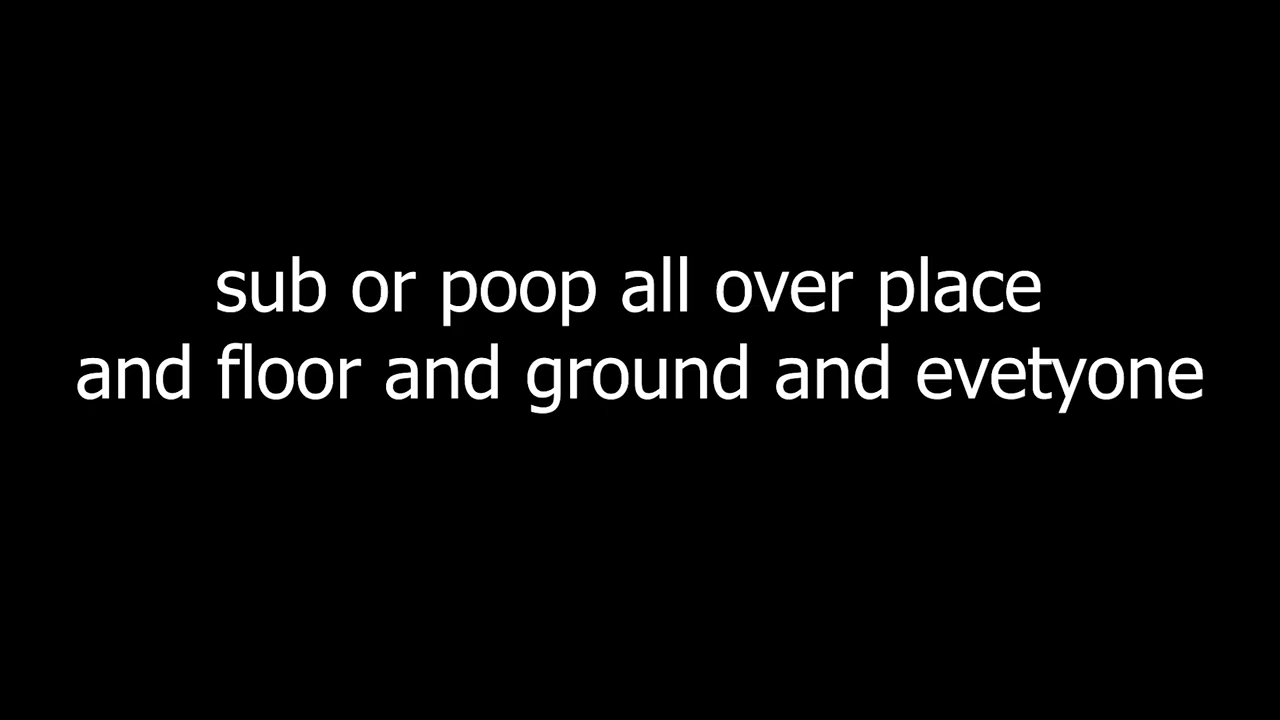 sub or poop all over place
and floor and ground and evetyone